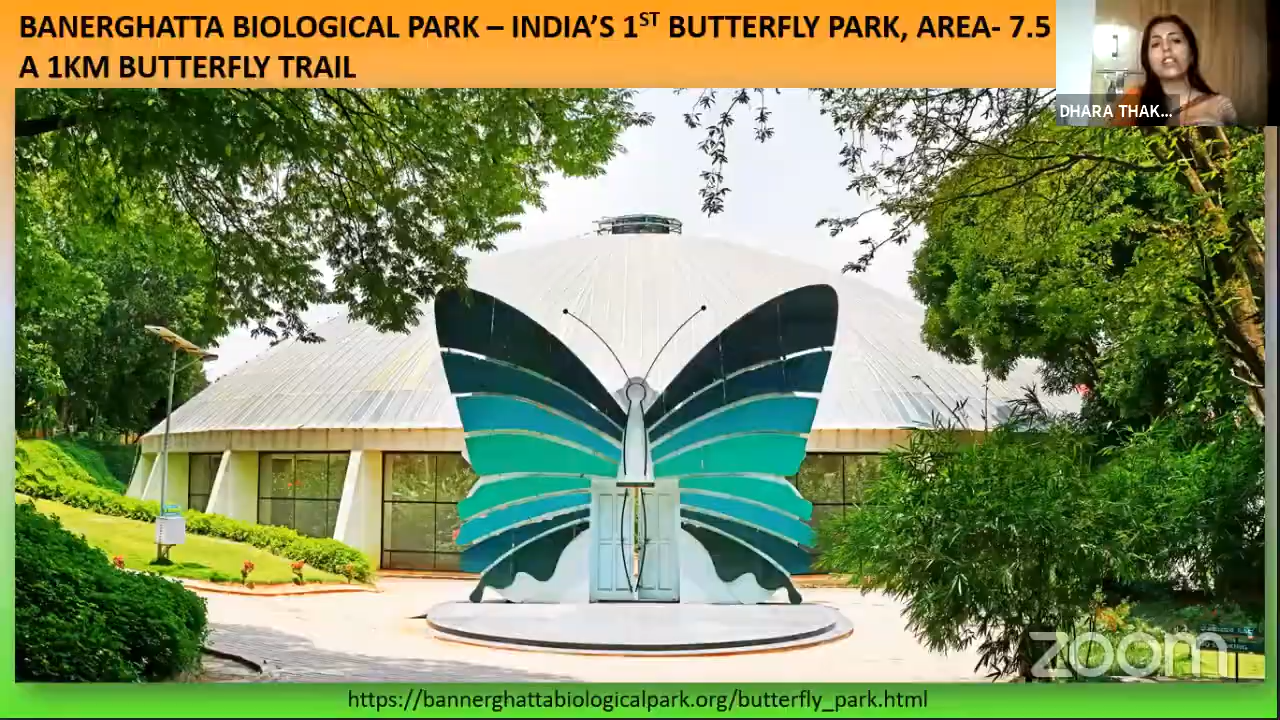 BANERGHATTA BIOLOGICAL PARK – INDIA'S 1ST BUTTERFLY PARK, AREA- 7.5
A 1KM BUTTERFLY TRAIL
DHARA THAK...
zoom
https://bannerghattabiologicalpark.org/butterfly_park.html